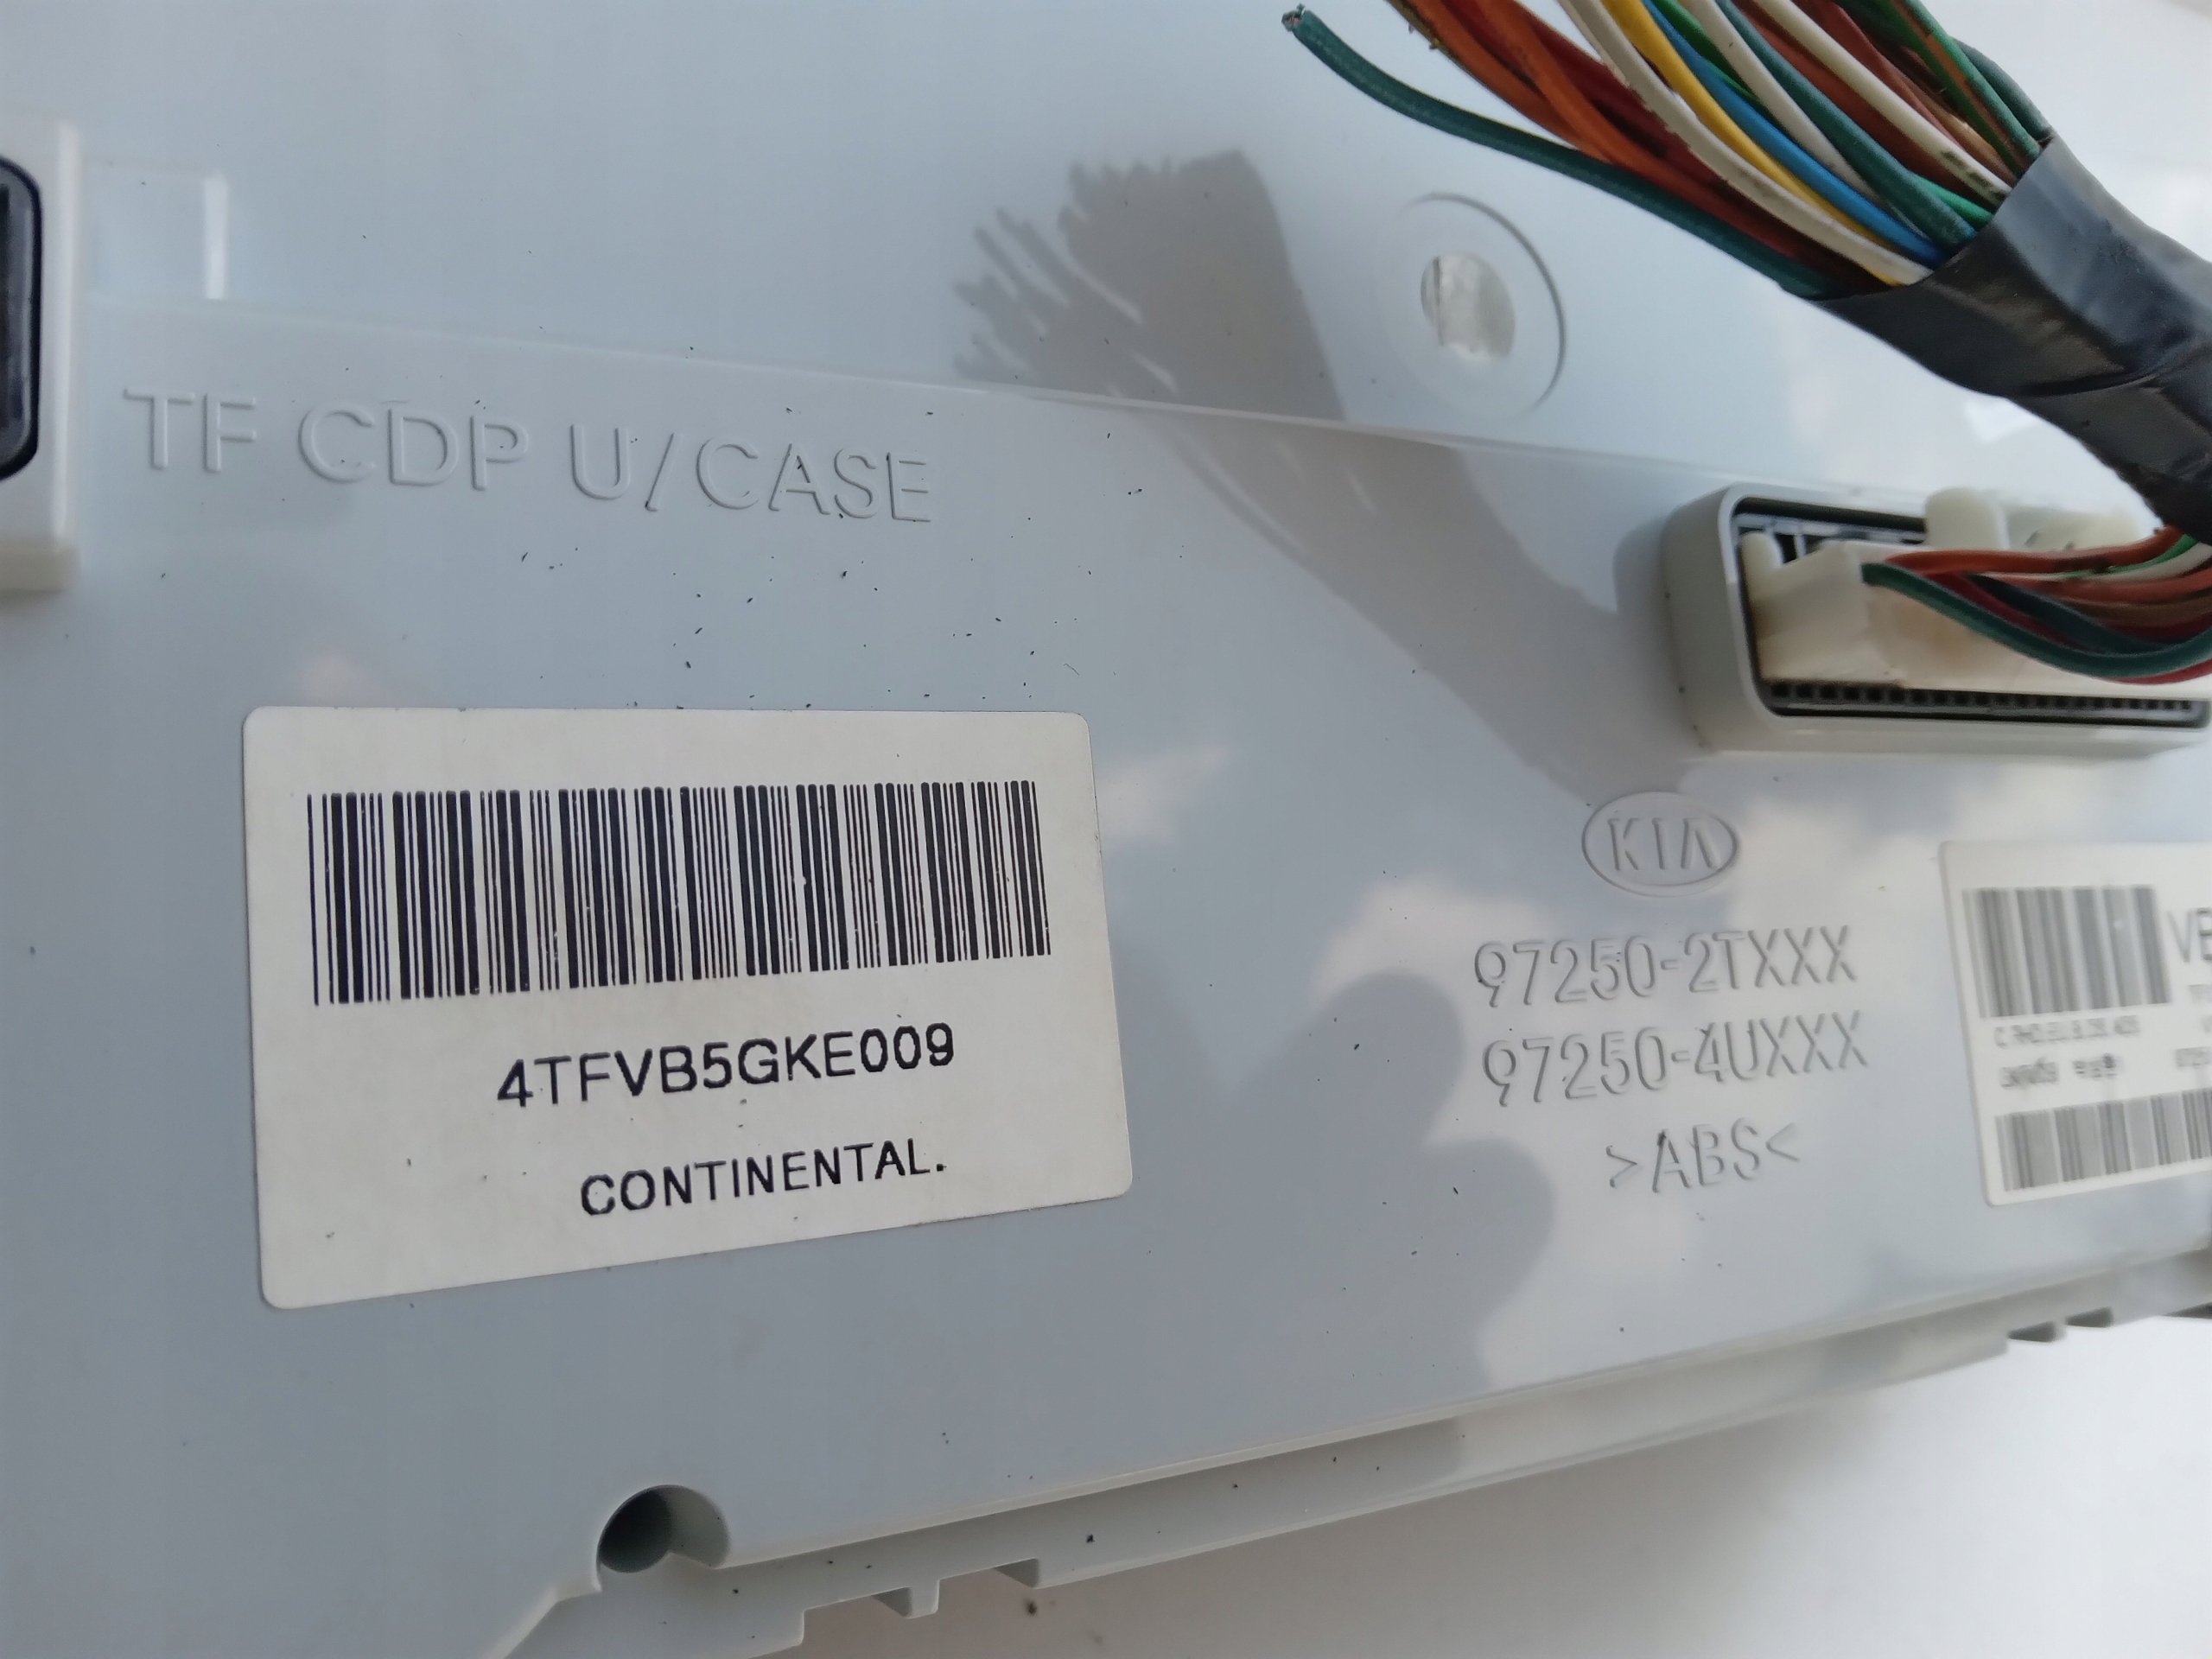 TF CDP U/CASE
4TFVB5GKE009
CONTINENTAL.
KIA
97250-2TXXX
97250-4UXXX
>ABS<